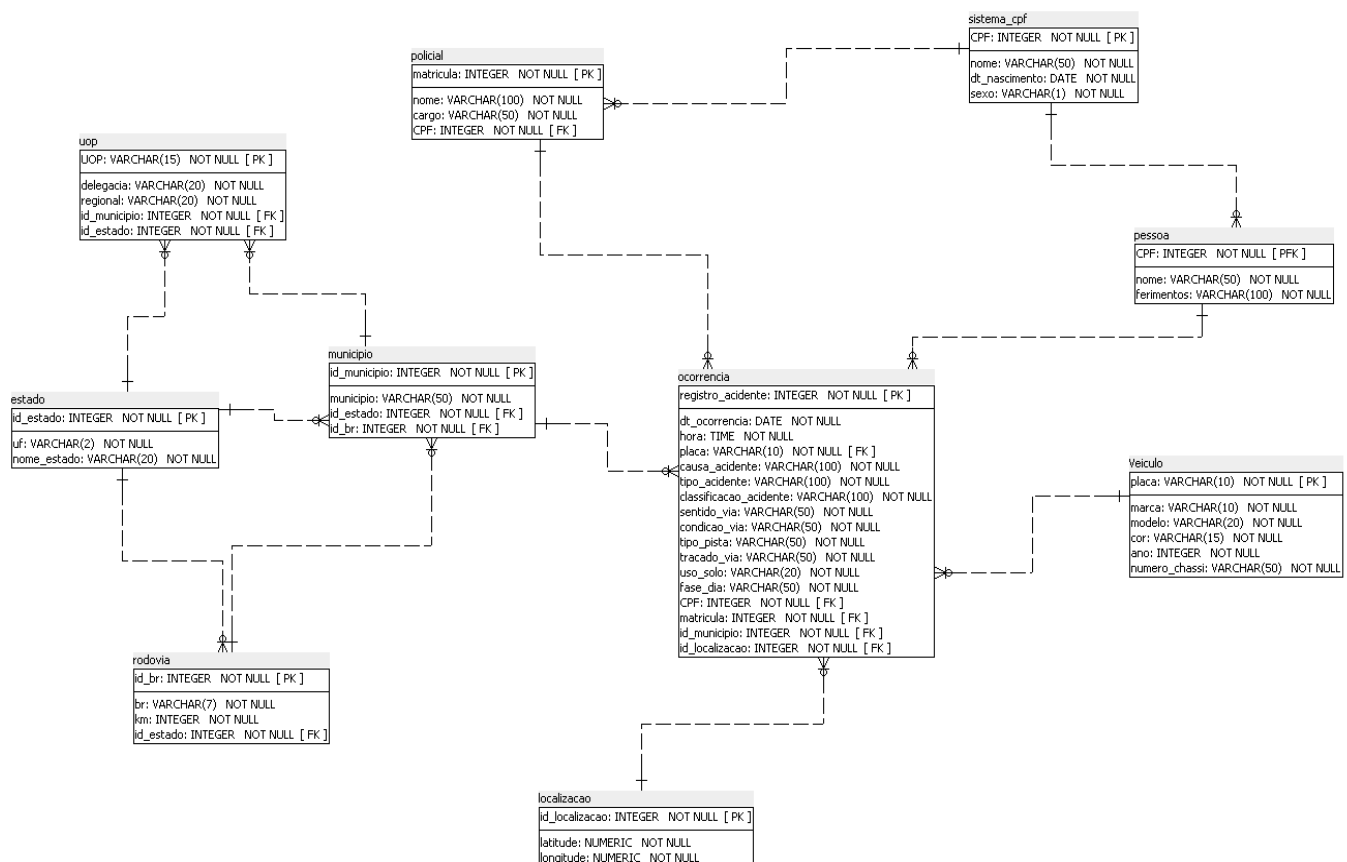 sistema_cpf
CPF: INTEGER NOT NULL [ PK ]
nome: VARCHAR(50) NOT NULL
dt_nascimento: DATE NOT NULL
sexo: VARCHAR(1) NOT NULL
policial
matricula: INTEGER NOT NULL [ PK ]
nome: VARCHAR(100) NOT NULL
cargo: VARCHAR(50) NOT NULL
CPF: INTEGER NOT NULL [ FK ]
uop
UOP: VARCHAR(15) NOT NULL [ PK ]
delegacia: VARCHAR(20) NOT NULL
regional: VARCHAR(20) NOT NULL
id_municipio: INTEGER NOT NULL [ FK ]
id_estado: INTEGER NOT NULL [ FK ]
pessoa
CPF: INTEGER NOT NULL [ PFK ]
nome: VARCHAR(50) NOT NULL
ferimentos: VARCHAR(100) NOT NULL
municipio
id_municipio: INTEGER NOT NULL [ PK ]
municipio: VARCHAR(50) NOT NULL
id_estado: INTEGER NOT NULL [ FK ]
id_br: INTEGER NOT NULL [ FK ]
estado
id_estado: INTEGER NOT NULL [ PK ]
uf: VARCHAR(2) NOT NULL
nome_estado: VARCHAR(20) NOT NULL
ocorrencia
registro_acidente: INTEGER NOT NULL [ PK ]
dt_ocorrencia: DATE NOT NULL
hora: TIME NOT NULL
placa: VARCHAR(10) NOT NULL [ FK ]
causa_acidente: VARCHAR(100) NOT NULL
tipo_acidente: VARCHAR(100) NOT NULL
classificacao_acidente: VARCHAR(100) NOT NULL
sentido_via: VARCHAR(50) NOT NULL
condicao_via: VARCHAR(50) NOT NULL
tipo_pista: VARCHAR(50) NOT NULL
tracado_via: VARCHAR(50) NOT NULL
uso_solo: VARCHAR(20) NOT NULL
fase_dia: VARCHAR(50) NOT NULL
CPF: INTEGER NOT NULL [ FK ]
matricula: INTEGER NOT NULL [ FK ]
id_municipio: INTEGER NOT NULL [ FK ]
id_localizacao: INTEGER NOT NULL [ FK ]
Veiculo
placa: VARCHAR(10) NOT NULL [ PK ]
marca: VARCHAR(10) NOT NULL
modelo: VARCHAR(20) NOT NULL
cor: VARCHAR(15) NOT NULL
ano: INTEGER NOT NULL
numero_chassi: VARCHAR(50) NOT NULL
rodovia
id_br: INTEGER NOT NULL [ PK ]
br: VARCHAR(7) NOT NULL
km: INTEGER NOT NULL
id_estado: INTEGER NOT NULL [ FK ]
localizacao
id_localizacao: INTEGER NOT NULL [ PK ]
latitude: NUMERIC NOT NULL
longitude: NUMERIC NOT NULL